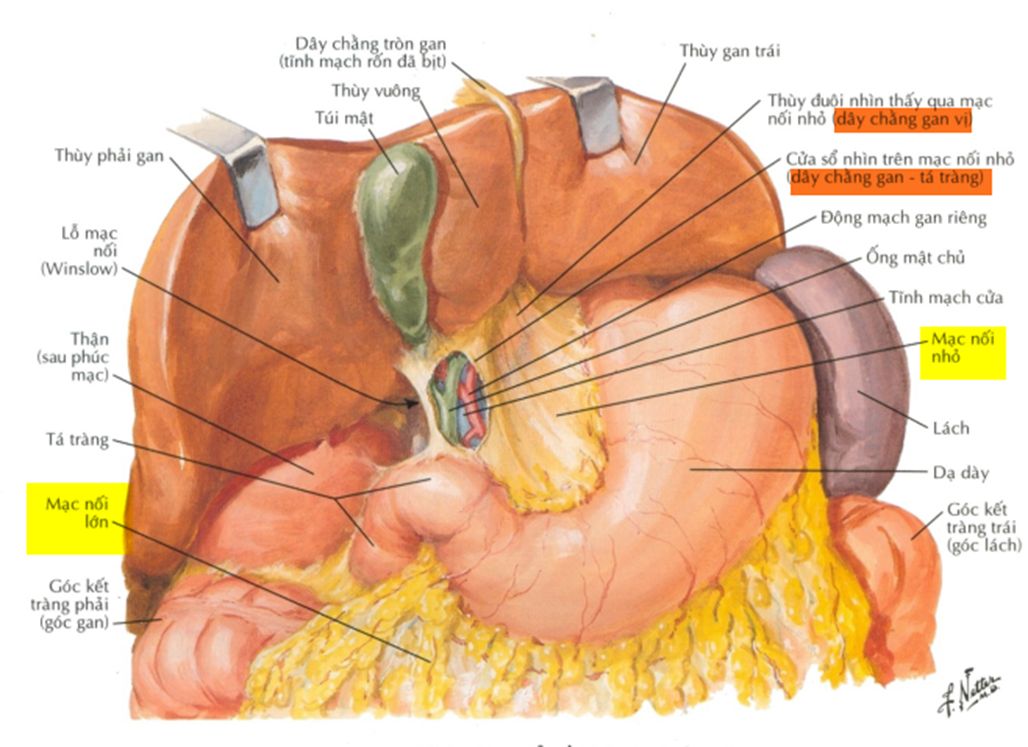 Dây chằng tròn gan
(tĩnh mạch rốn đã bịt)
Thùy vuông
Túi mật
Thùy phải gan
Lỗ mạc
nối
(Winslow)
Thận
(sau phúc
mạc)
Tá tràng
Mạc nối
lớn
Góc kết
tràng phải
(góc gan)
Thùy gan trái
Thùy đuôi nhìn thấy qua mạc
nối nhỏ (dây chằng gan vị)
Cửa sổ nhìn trên mạc nối nhỏ
(dây chằng gan - tá tràng)
Động mạch gan riêng
Ống mật chủ
Tĩnh mạch cửa
Mạc nối
nhỏ
Lách
Dạ dày
Góc kết
tràng trái
(góc lách)
F. Netter
M.D.